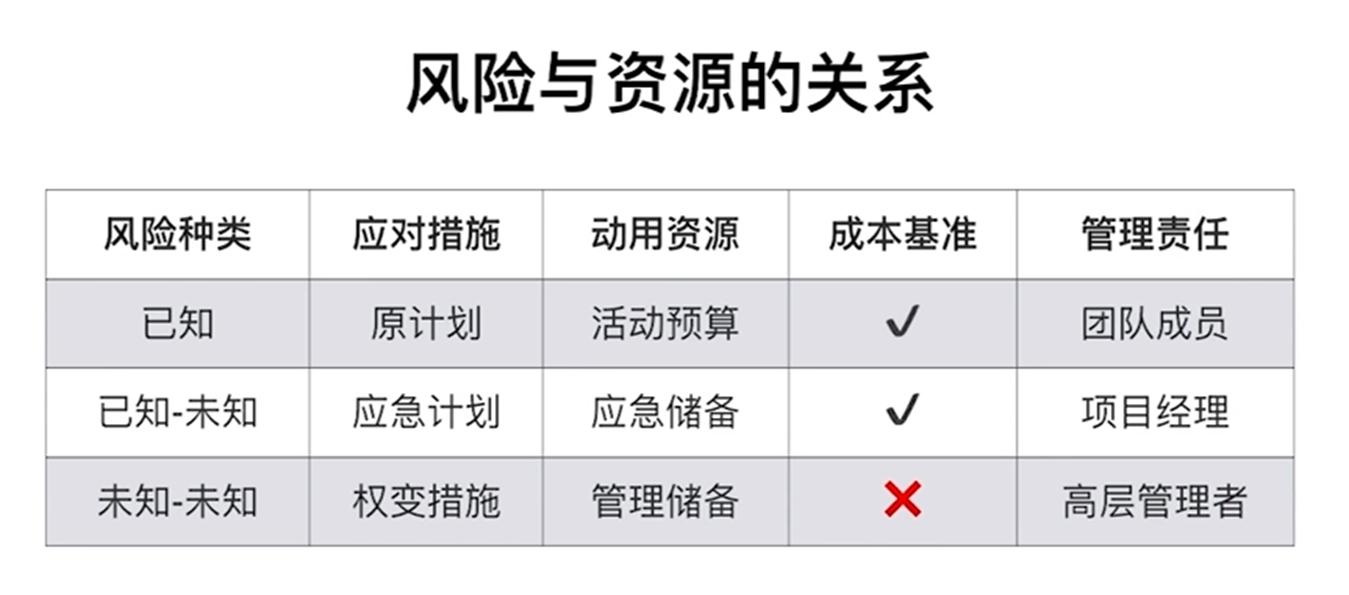 风险与资源的关系
风险种类 应对措施 动用资源 成本基准 管理责任
已知 原计划 活动预算 ✓ 团队成员
已知-未知 应急计划 应急储备 ✓ 项目经理
未知-未知 权变措施 管理储备 ❌ 高层管理者